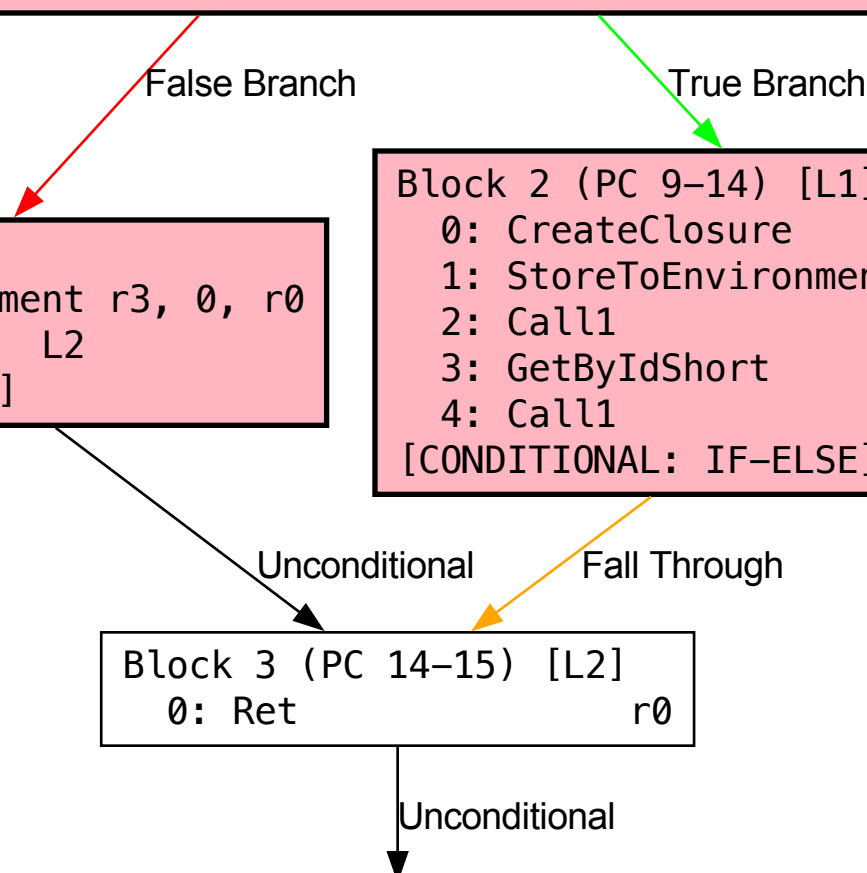 False Branch
True Branch
ment r3, 0, r0
L2
]
Block 2 (PC 9–14) [L1]
0: CreateClosure
1: StoreToEnvironmen
2: Call1
3: GetByIdShort
4: Call1
[CONDITIONAL: IF–ELSE]
Unconditional
Fall Through
Block 3 (PC 14–15) [L2]
0: Ret r0
Unconditional